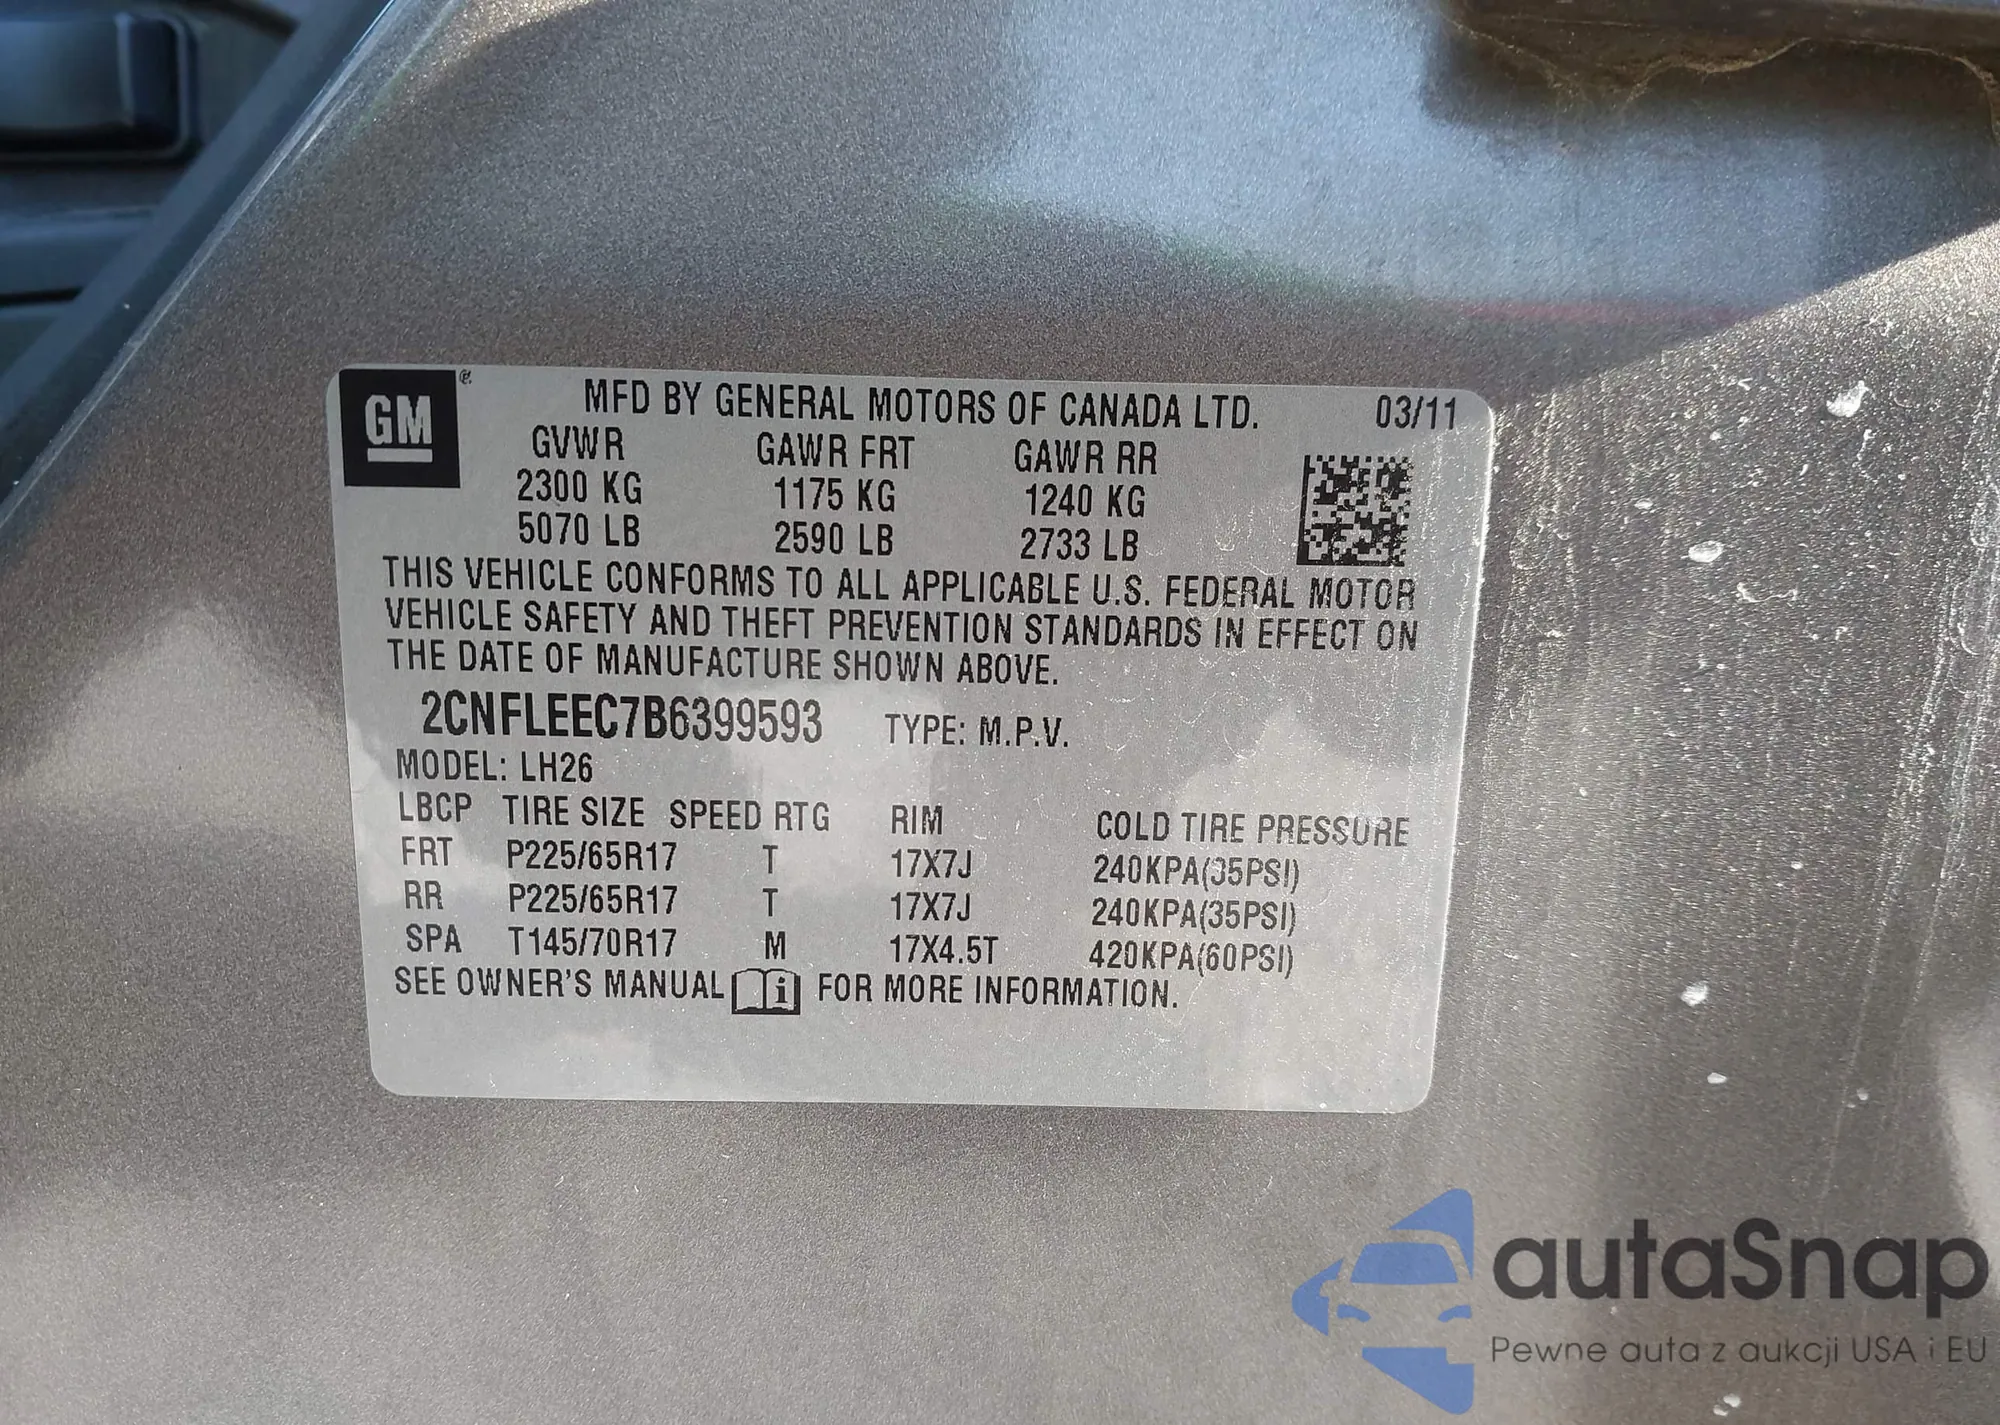 GM
MFD BY GENERAL MOTORS OF CANADA LTD. 03/11
GVWR GAWR FRT GAWR RR
2300 KG 1175 KG 1240 KG
5070 LB 2590 LB 2733 LB
THIS VEHICLE CONFORMS TO ALL APPLICABLE U.S. FEDERAL MOTOR
VEHICLE SAFETY AND THEFT PREVENTION STANDARDS IN EFFECT ON
THE DATE OF MANUFACTURE SHOWN ABOVE.
2CNFLEEC7B6399593 TYPE: M.P.V.
MODEL: LH26
LBCP TIRE SIZE SPEED RTG RIM COLD TIRE PRESSURE
FRT P225/65R17 T 17X7J 240KPA(35PSI)
RR P225/65R17 T 17X7J 240KPA(35PSI)
SPA T145/70R17 M 17X4.5T 420KPA(60PSI)
SEE OWNER'S MANUAL i FOR MORE INFORMATION.
autaSnap
Pewne auta z aukcji USA i EU